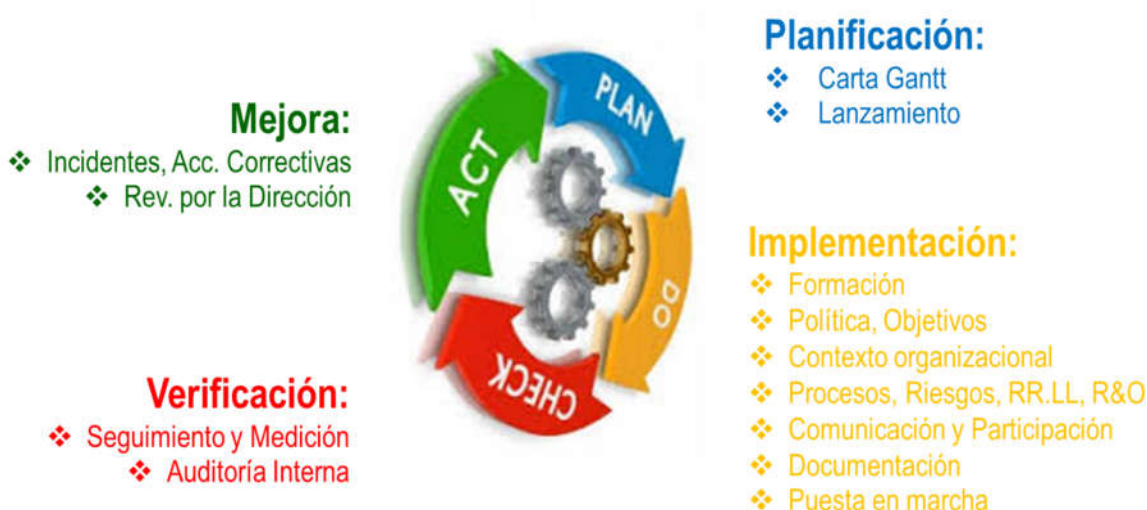 Planificación:
❖ Carta Gantt
❖ Lanzamiento
Mejora:
❖ Incidentes, Acc. Correctivas
❖ Rev. por la Dirección
PLAN
ACT
DO
CHECK
Implementación:
❖ Formación
❖ Política, Objetivos
❖ Contexto organizacional
❖ Procesos, Riesgos, RR.LL, R&O
❖ Comunicación y Participación
❖ Documentación
❖ Puesta en marcha
Verificación:
❖ Seguimiento y Medición
❖ Auditoría Interna